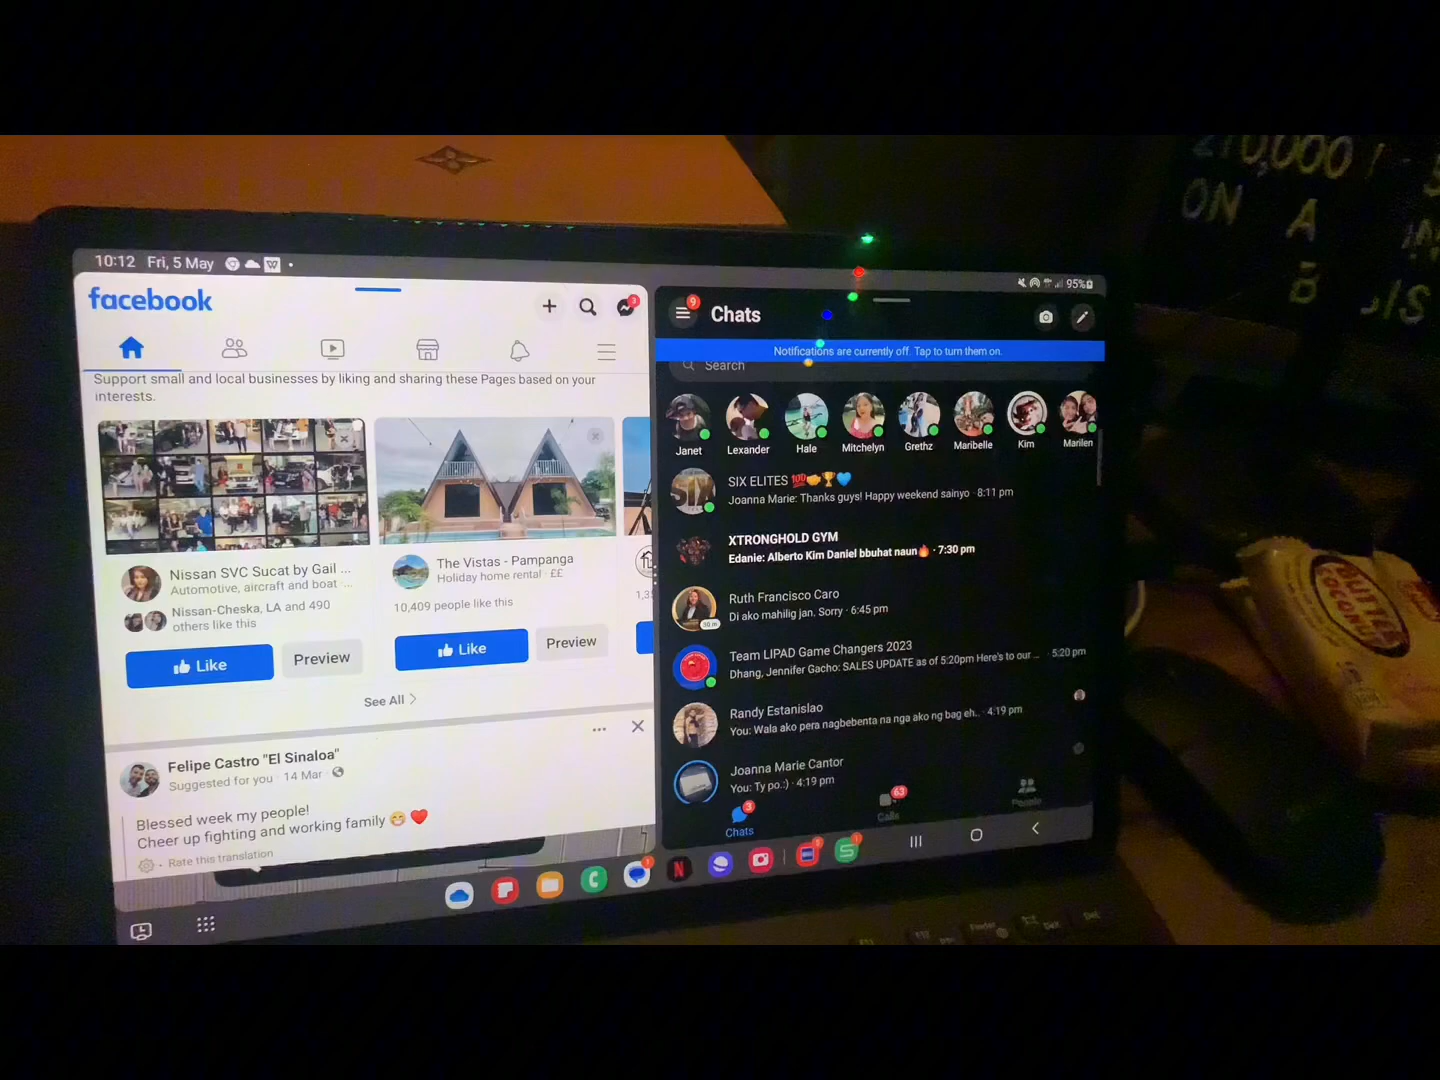 210,000
ON A
B
10:12 Fri, 5 May
95%
facebook
3
Support small and local businesses by liking and sharing these Pages based on your
interests.
Nissan SVC Sucat by Gail ...
Automotive, aircraft and boat ...
Nissan-Cheska, LA and 490
others like this
Like
Preview
The Vistas - Pampanga
Holiday home rental · ££
10,409 people like this
Like
Preview
See All
Felipe Castro "El Sinaloa"
Suggested for you · 14 Mar ·
Blessed week my people!
Cheer up fighting and working family 😁❤️
Rate this translation
9
Chats
Notifications are currently off. Tap to turn them on.
Search
Janet
Lexander
Hale
Mitchelyn
Grethz
Maribelle
Kim
Marilen
SIX ELITES 💯🤝🏆💙
Joanna Marie: Thanks guys! Happy weekend sainyo · 8:11 pm
XTRONGHOLD GYM
Edanie: Alberto Kim Daniel bbuhat naun🔥 · 7:30 pm
Ruth Francisco Caro
Di ako mahilig jan. Sorry · 6:45 pm
Team LIPAD Game Changers 2023
Dhang, Jennifer Gacho: SALES UPDATE as of 5:20pm Here's to our ... · 5:20 pm
Randy Estanislao
You: Wala ako pera nagbebenta na nga ako ng bag eh.. · 4:19 pm
Joanna Marie Cantor
You: Ty po.:) · 4:19 pm
3
Chats
63
Calls
People